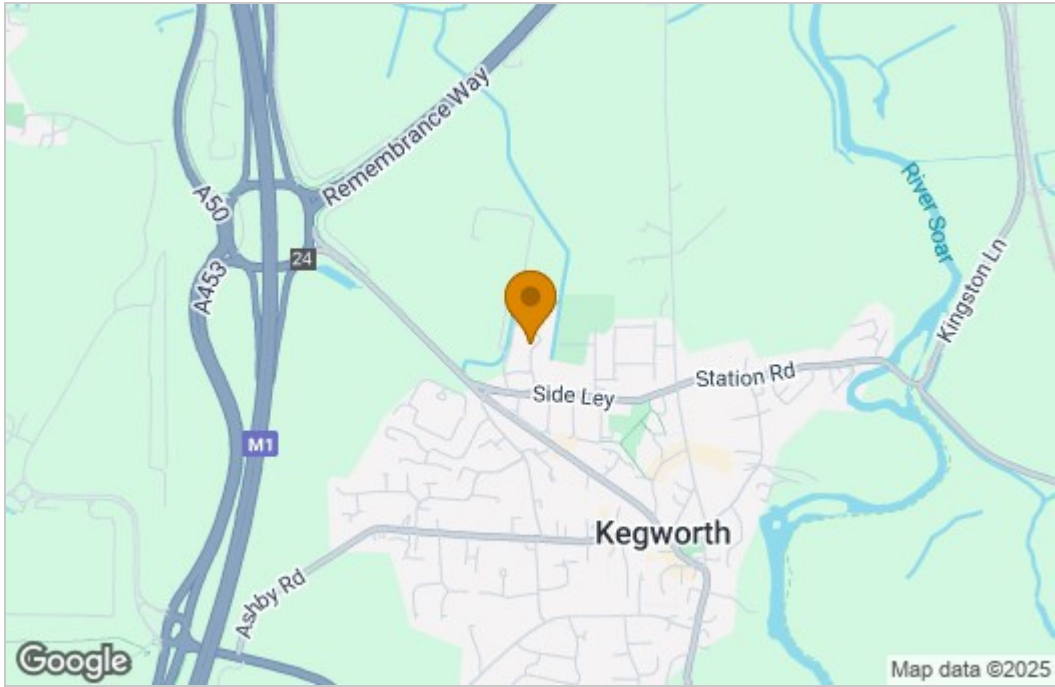 Remembrance Way
A50
River Soar
24
A453
Kingston Ln
Station Rd
Side Ley
M1
Kegworth
Ashby Rd
Google
Map data ©2025